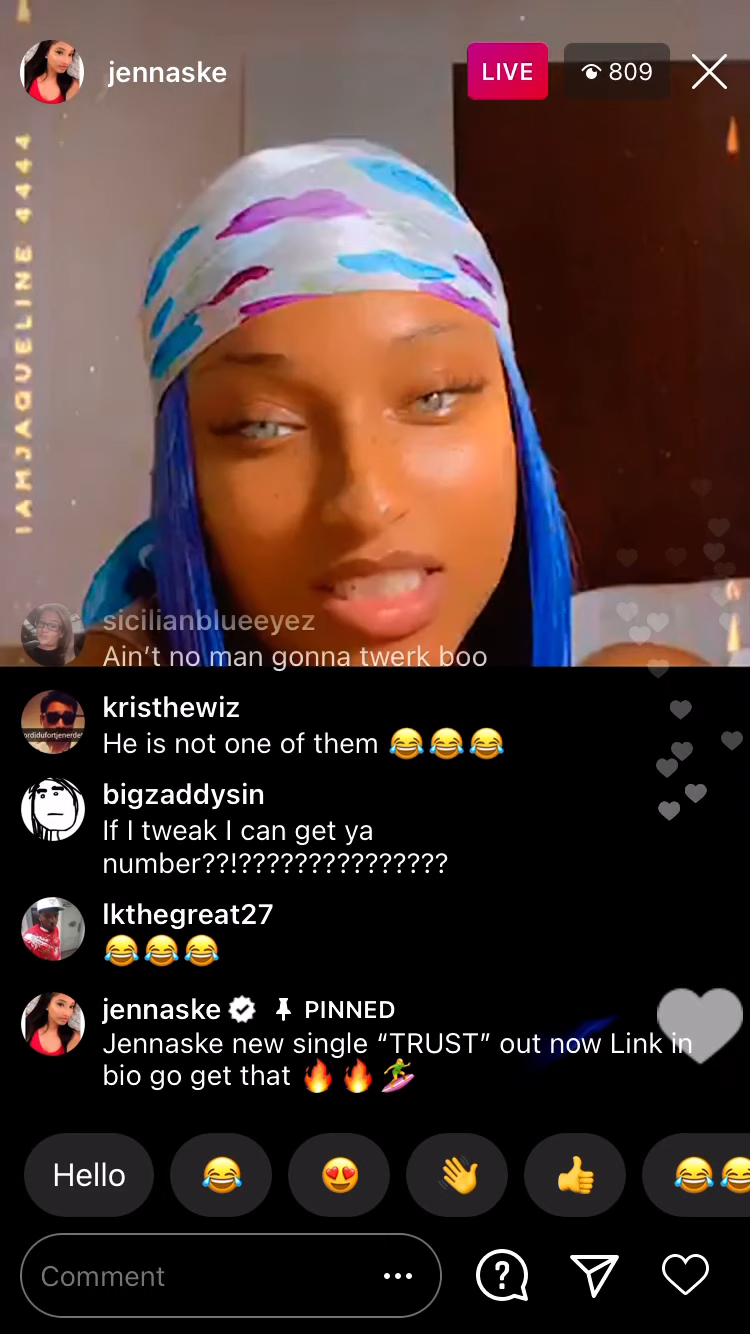 jennaske
LIVE
809
IAMJAQUELINE 4444
sicilianblueeyez
Ain’t no man gonna twerk boo
kristhewiz
He is not one of them 😂😂😂
bigzaddysin
If I tweak I can get ya
number??!???????????????
lkthegreat27
😂😂😂
jennaske PINNED
Jennaske new single “TRUST” out now Link in
bio go get that 🔥🔥🏄‍♀️
Hello 😂 😍 👋 👍 😂😂
Comment